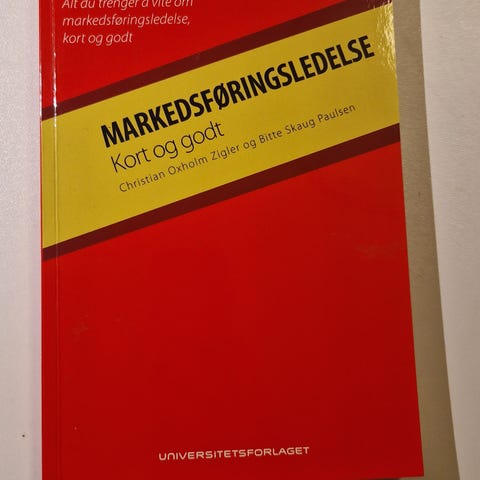 Alt du trenger å vite om
markedsføringsledelse,
kort og godt
MARKEDSFØRINGSLEDELSE
Kort og godt
Christian Oxholm Zigler og Bitte Skaug Paulsen
UNIVERSITETSFORLAGET